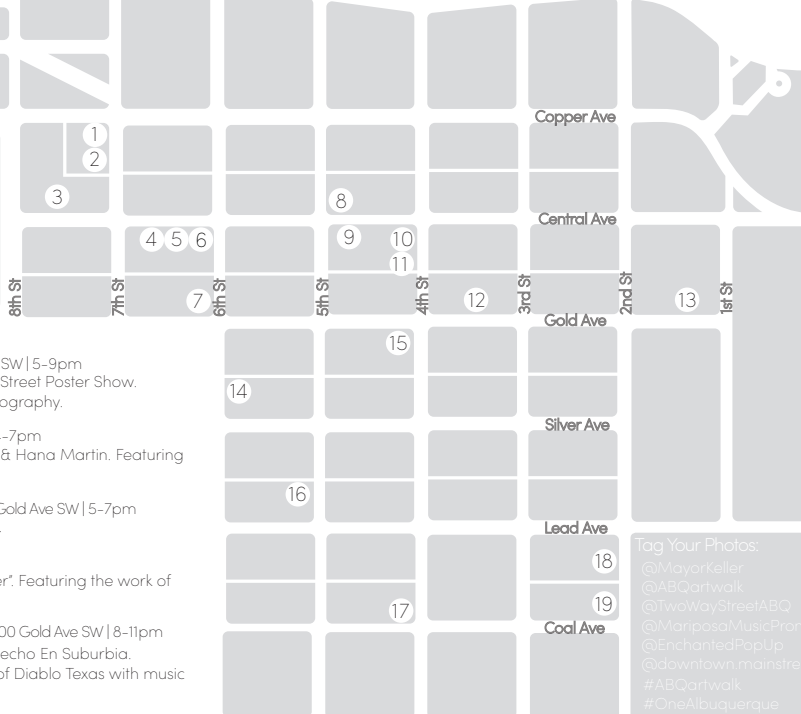 Copper Ave
1
2
3
8
Central Ave
4 5 6
9
10
11
8th St
7th St
6th St
5th St
4th St
3rd St
2nd St
1st St
7
12
13
Gold Ave
15
SW | 5-9pm
Street Poster Show.
ography.
14
Silver Ave
-7pm
& Hana Martin. Featuring
16
Gold Ave SW | 5-7pm
Lead Ave
18
er". Featuring the work of
19
17
Coal Ave
00 Gold Ave SW | 8-11pm
echo En Suburbia.
of Diablo Texas with music
Tag Your Photos:
@MayorKeller
@ABQartwalk
@TwoWayStreetABQ
@MariposaMusicPro
@EnchantedPopUp
@downtown.mainstre
#ABQartwalk
#OneAlbuquerque